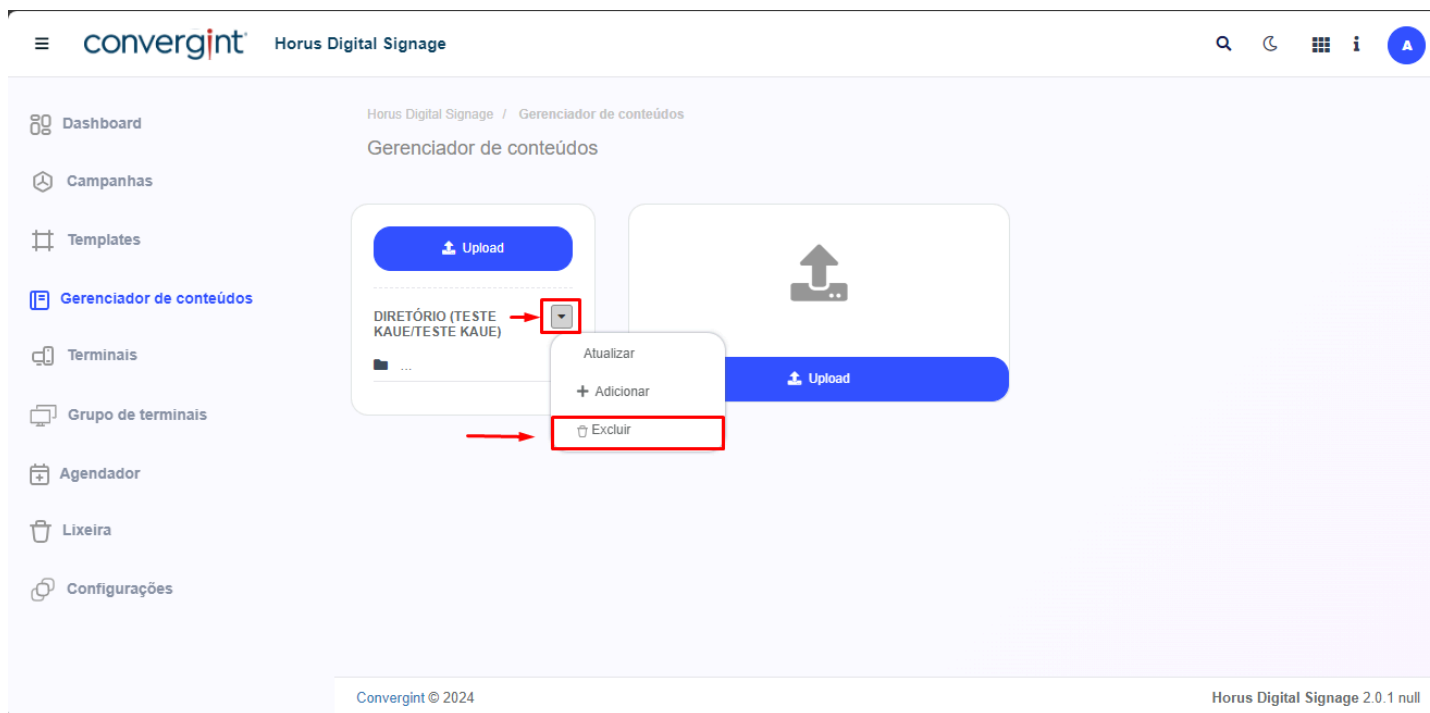 convergint Horus Digital Signage
A
Dashboard
Campanhas
Templates
Gerenciador de conteúdos
Terminais
Grupo de terminais
Agendador
Lixeira
Configurações
Horus Digital Signage / Gerenciador de conteúdos
Gerenciador de conteúdos
Upload
DIRETÓRIO (TESTE
KAUE/TESTE KAUE)
...
Atualizar
Adicionar
Excluir
Upload
Convergint © 2024
Horus Digital Signage 2.0.1 null